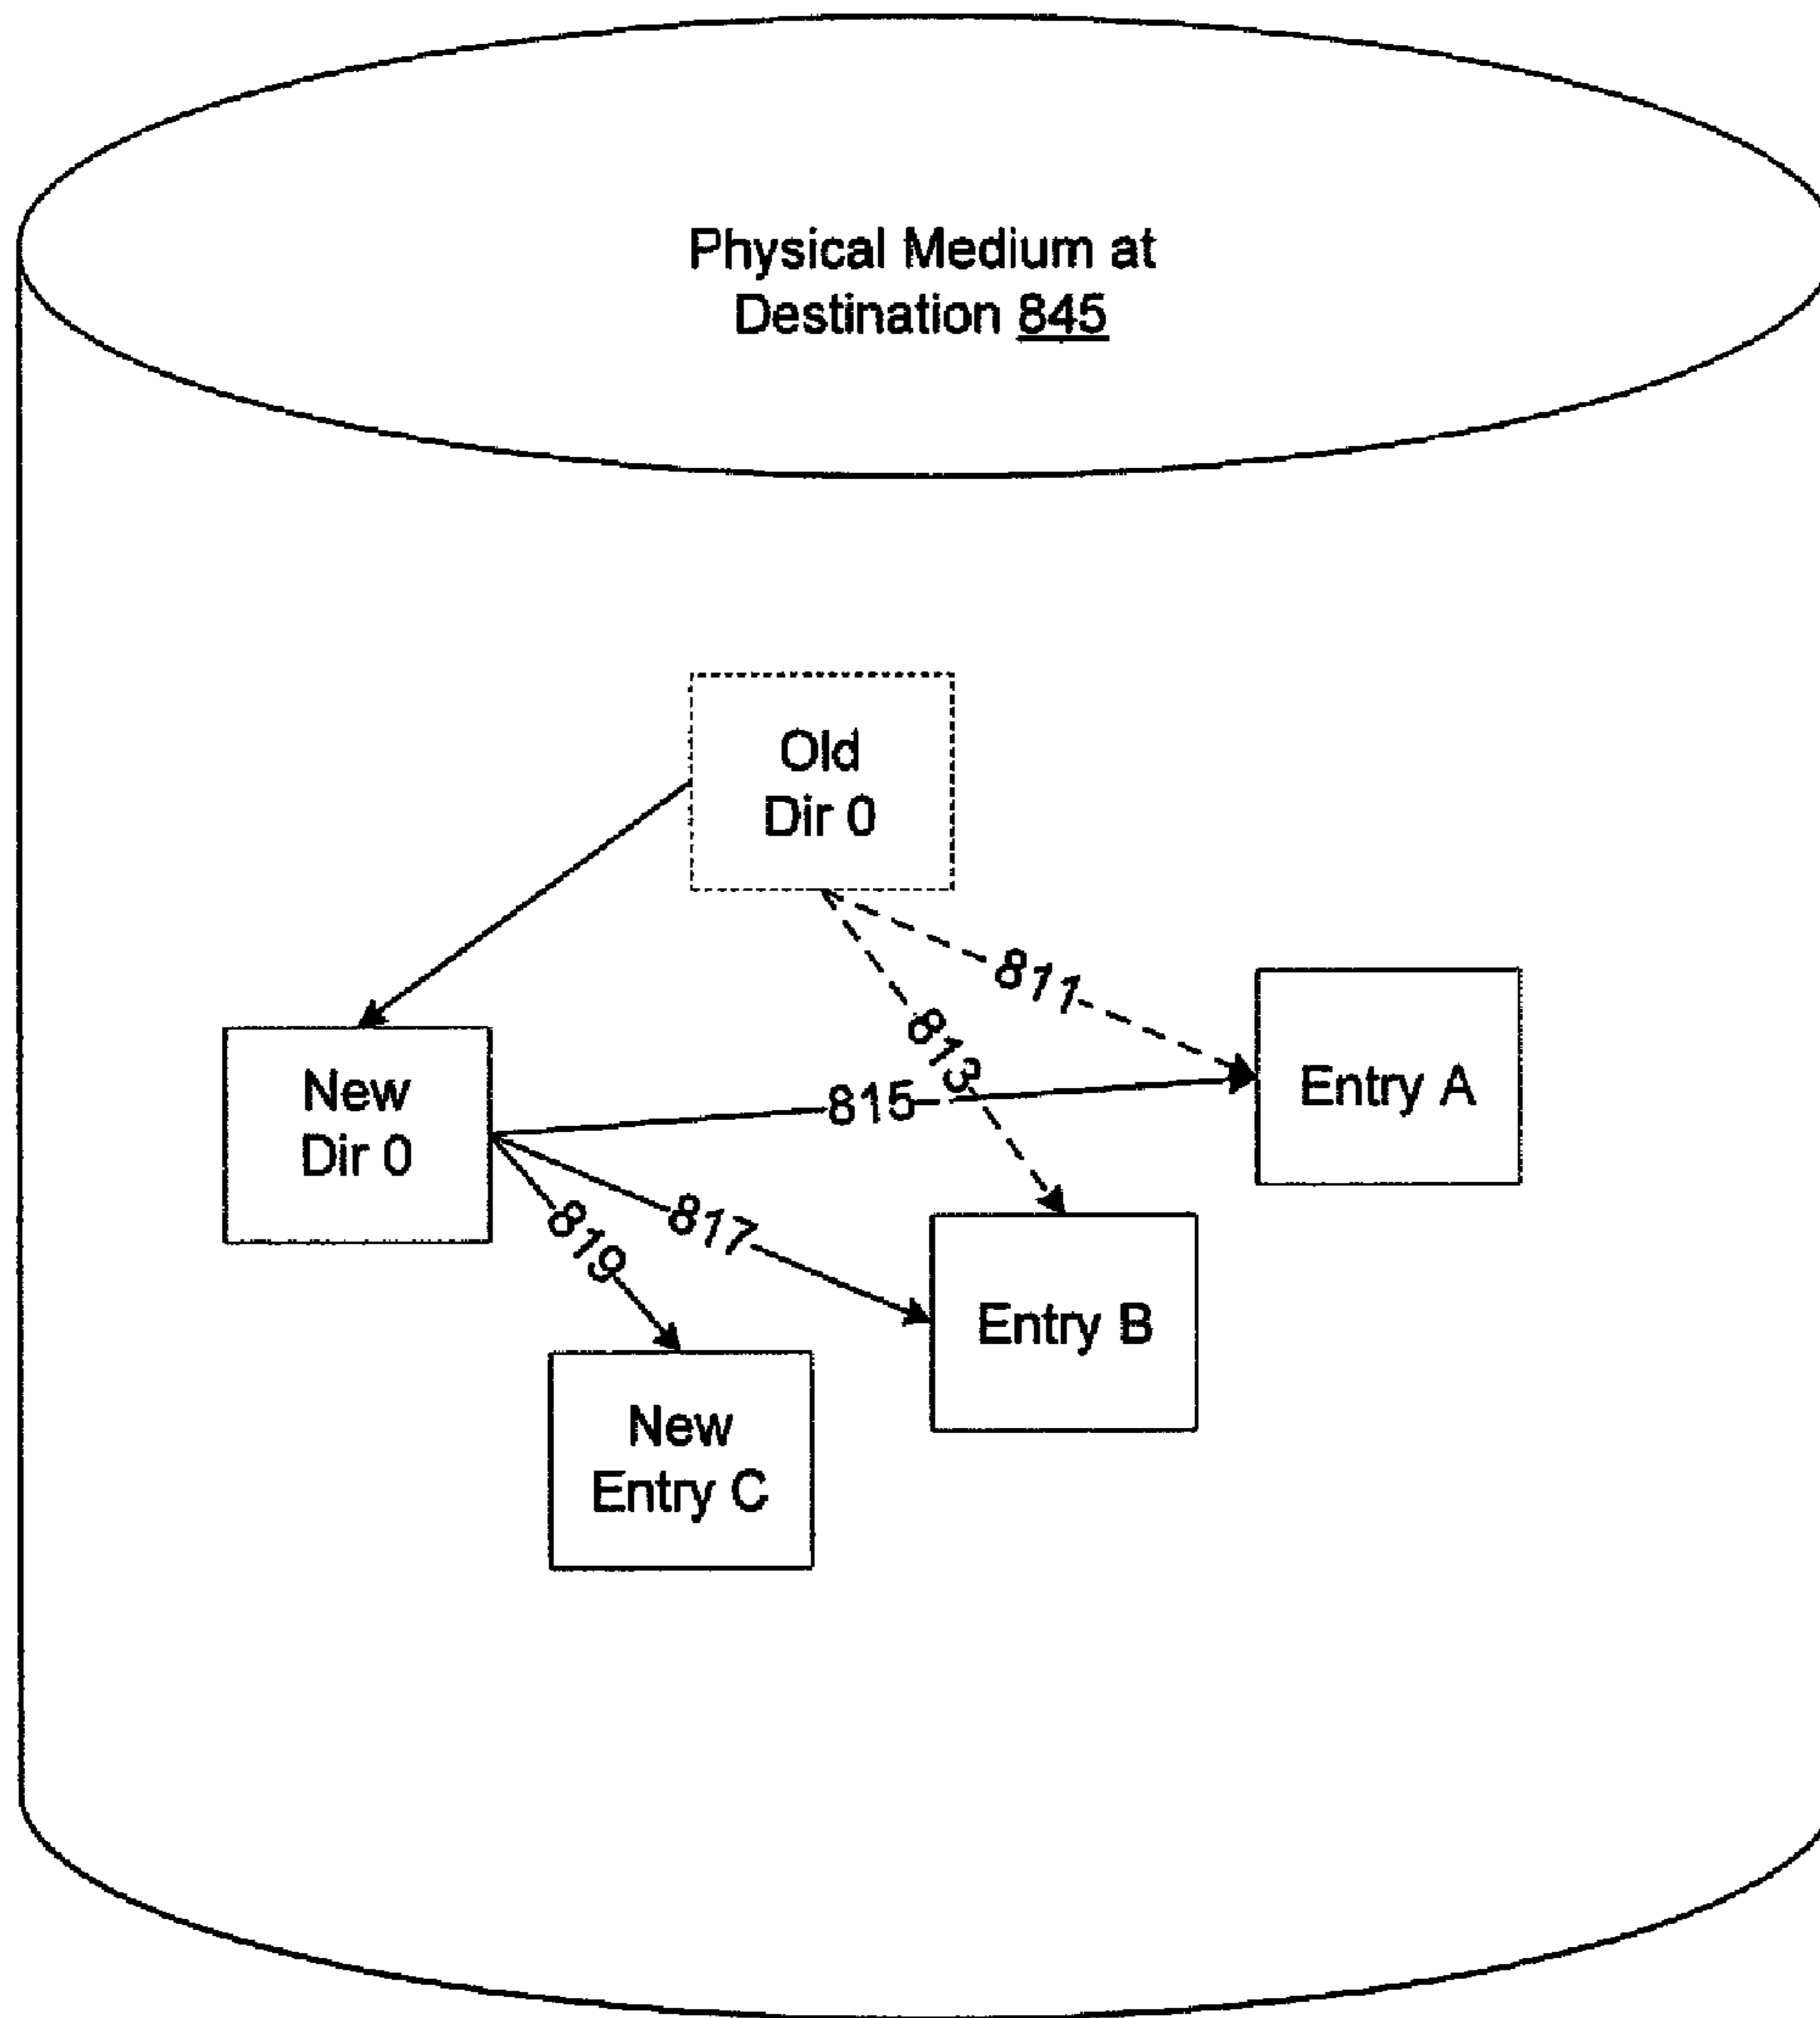 Physical Medium at
Destination 845
Old
Dir 0
811
813
New
Dir 0
815
Entry A
817
819
Entry B
New
Entry C